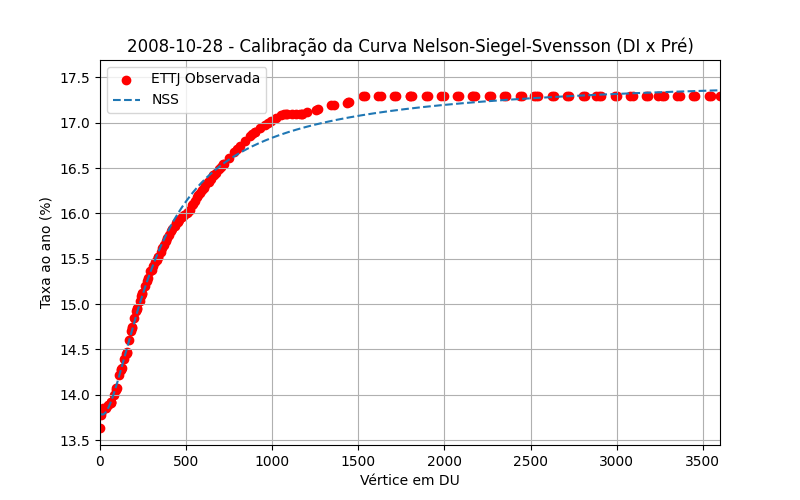 2008-10-28 - Calibração da Curva Nelson-Siegel-Svensson (DI x Pré)
ETTJ Observada
NSS
Taxa ao ano (%)
17.5
17.0
16.5
16.0
15.5
15.0
14.5
14.0
13.5
0 500 1000 1500 2000 2500 3000 3500
Vértice em DU